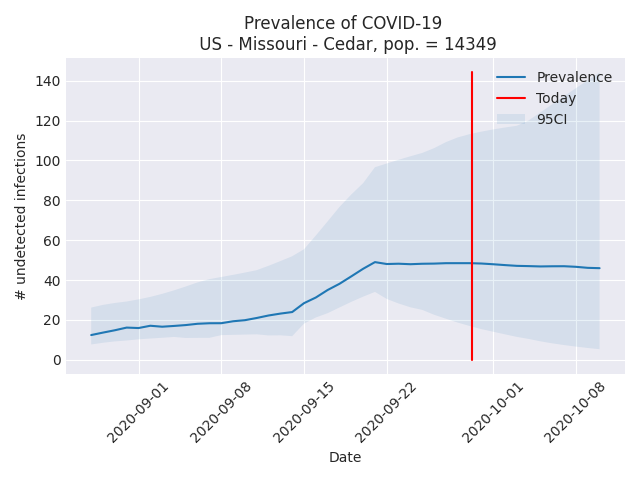 Prevalence of COVID-19
US - Missouri - Cedar, pop. = 14349
Prevalence
Today
95CI
140
120
100
80
60
40
20
0
# undetected infections
2020-09-01
2020-09-08
2020-09-15
2020-09-22
2020-10-01
2020-10-08
Date